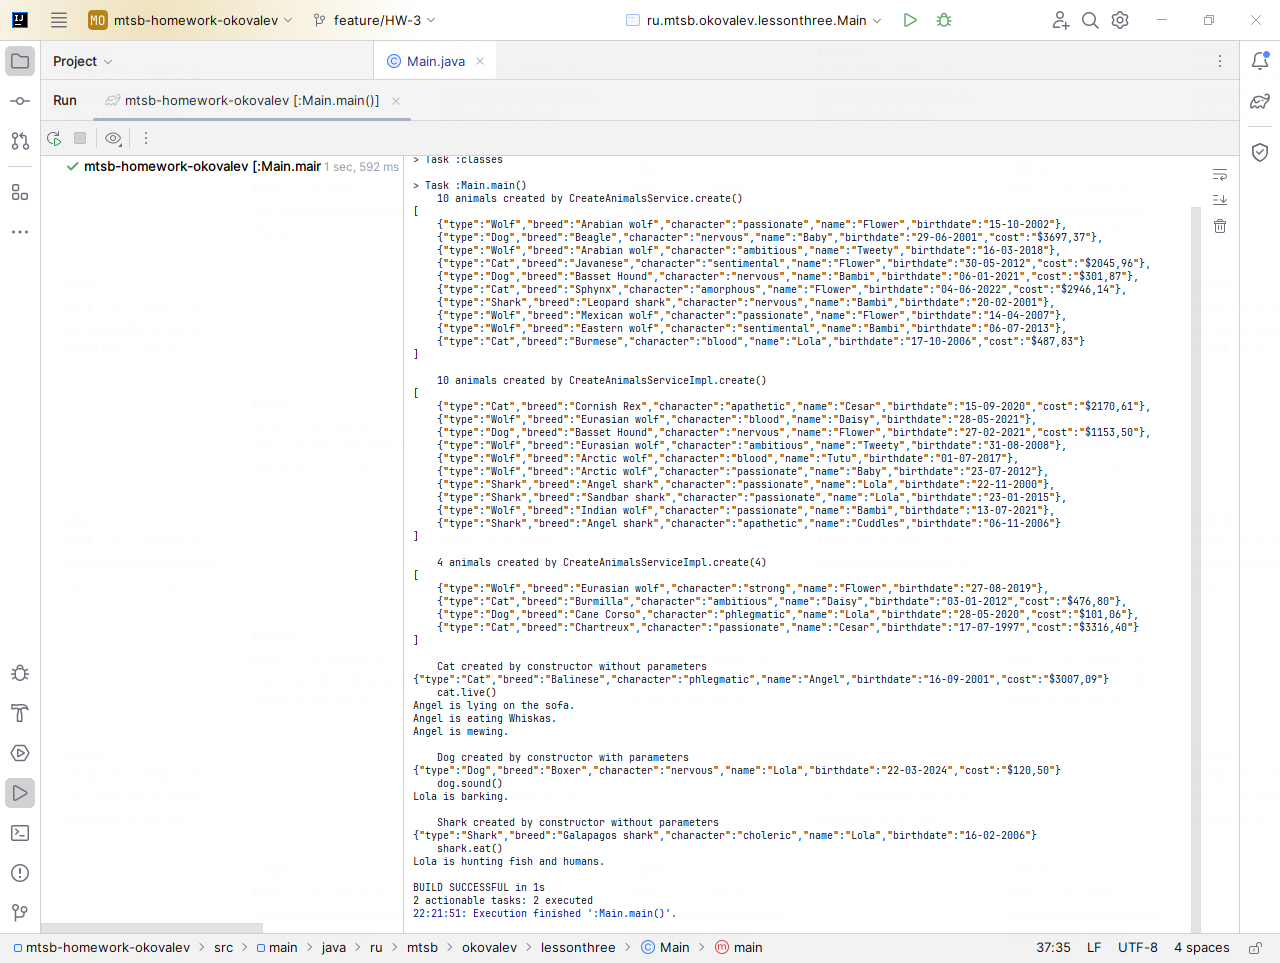 MO mtsb-homework-okovalev feature/HW-3 ru.mtsb.okovalev.lessonthree.Main
Project Main.java
Run mtsb-homework-okovalev [:Main.main()]
mtsb-homework-okovalev [:Main.mair 1 sec, 592 ms
> Task :classes
> Task :Main.main()
10 animals created by CreateAnimalsService.create()
[
{"type":"Wolf","breed":"Arabian wolf","character":"passionate","name":"Flower","birthdate":"15-10-2002"},
{"type":"Dog","breed":"Beagle","character":"nervous","name":"Baby","birthdate":"29-06-2001","cost":"$3697,37"},
{"type":"Wolf","breed":"Arabian wolf","character":"ambitious","name":"Tweety","birthdate":"16-03-2018"},
{"type":"Cat","breed":"Javanese","character":"sentimental","name":"Flower","birthdate":"30-05-2012","cost":"$2045,96"},
{"type":"Dog","breed":"Basset Hound","character":"nervous","name":"Bambi","birthdate":"06-01-2021","cost":"$301,87"},
{"type":"Cat","breed":"Sphynx","character":"amorphous","name":"Flower","birthdate":"04-06-2022","cost":"$2946,14"},
{"type":"Shark","breed":"Leopard shark","character":"nervous","name":"Bambi","birthdate":"20-02-2001"},
{"type":"Wolf","breed":"Mexican wolf","character":"passionate","name":"Flower","birthdate":"14-04-2007"},
{"type":"Wolf","breed":"Eastern wolf","character":"sentimental","name":"Bambi","birthdate":"06-07-2013"},
{"type":"Cat","breed":"Burmese","character":"blood","name":"Lola","birthdate":"17-10-2006","cost":"$487,83"}
]
10 animals created by CreateAnimalsServiceImpl.create()
[
{"type":"Cat","breed":"Cornish Rex","character":"apathetic","name":"Cesar","birthdate":"15-09-2020","cost":"$2170,61"},
{"type":"Wolf","breed":"Eurasian wolf","character":"blood","name":"Daisy","birthdate":"28-05-2021"},
{"type":"Dog","breed":"Basset Hound","character":"nervous","name":"Flower","birthdate":"27-02-2021","cost":"$1153,50"},
{"type":"Wolf","breed":"Eurasian wolf","character":"ambitious","name":"Tweety","birthdate":"31-08-2008"},
{"type":"Wolf","breed":"Arctic wolf","character":"blood","name":"Tutu","birthdate":"01-07-2017"},
{"type":"Wolf","breed":"Arctic wolf","character":"passionate","name":"Baby","birthdate":"23-07-2012"},
{"type":"Shark","breed":"Angel shark","character":"passionate","name":"Lola","birthdate":"22-11-2000"},
{"type":"Shark","breed":"Sandbar shark","character":"passionate","name":"Lola","birthdate":"23-01-2015"},
{"type":"Wolf","breed":"Indian wolf","character":"passionate","name":"Bambi","birthdate":"13-07-2021"},
{"type":"Shark","breed":"Angel shark","character":"apathetic","name":"Cuddles","birthdate":"06-11-2006"}
]
4 animals created by CreateAnimalsServiceImpl.create(4)
[
{"type":"Wolf","breed":"Eurasian wolf","character":"strong","name":"Flower","birthdate":"27-08-2019"},
{"type":"Cat","breed":"Burmilla","character":"ambitious","name":"Daisy","birthdate":"03-01-2012","cost":"$476,80"},
{"type":"Dog","breed":"Cane Corso","character":"phlegmatic","name":"Lola","birthdate":"28-05-2020","cost":"$101,06"},
{"type":"Cat","breed":"Chartreux","character":"passionate","name":"Cesar","birthdate":"17-07-1997","cost":"$3316,40"}
]
Cat created by constructor without parameters
{"type":"Cat","breed":"Balinese","character":"phlegmatic","name":"Angel","birthdate":"16-09-2001","cost":"$3007,09"}
cat.live()
Angel is lying on the sofa.
Angel is eating Whiskas.
Angel is mewing.
Dog created by constructor with parameters
{"type":"Dog","breed":"Boxer","character":"nervous","name":"Lola","birthdate":"22-03-2024","cost":"$120,50"}
dog.sound()
Lola is barking.
Shark created by constructor without parameters
{"type":"Shark","breed":"Galapagos shark","character":"choleric","name":"Lola","birthdate":"16-02-2006"}
shark.eat()
Lola is hunting fish and humans.
BUILD SUCCESSFUL in 1s
2 actionable tasks: 2 executed
22:21:51: Execution finished ':Main.main()'.
mtsb-homework-okovalev > src > main > java > ru > mtsb > okovalev > lessonthree > Main > main 37:35 LF UTF-8 4 spaces